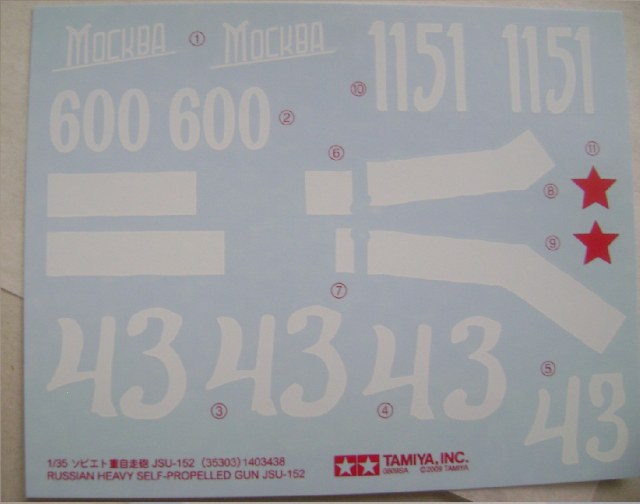 МОСКВА ① МОСКВА
1151 1151
⑩
600 600 ②
⑥ ⑪
⑧
⑨
⑦
43 43 43
⑤
③ ④ 43
1/35 ソビエト重自走砲 JSU-152 (35303) 1403438
RUSSIAN HEAVY SELF-PROPELLED GUN JSU-152
TAMIYA, INC.
©2009 TAMIYA